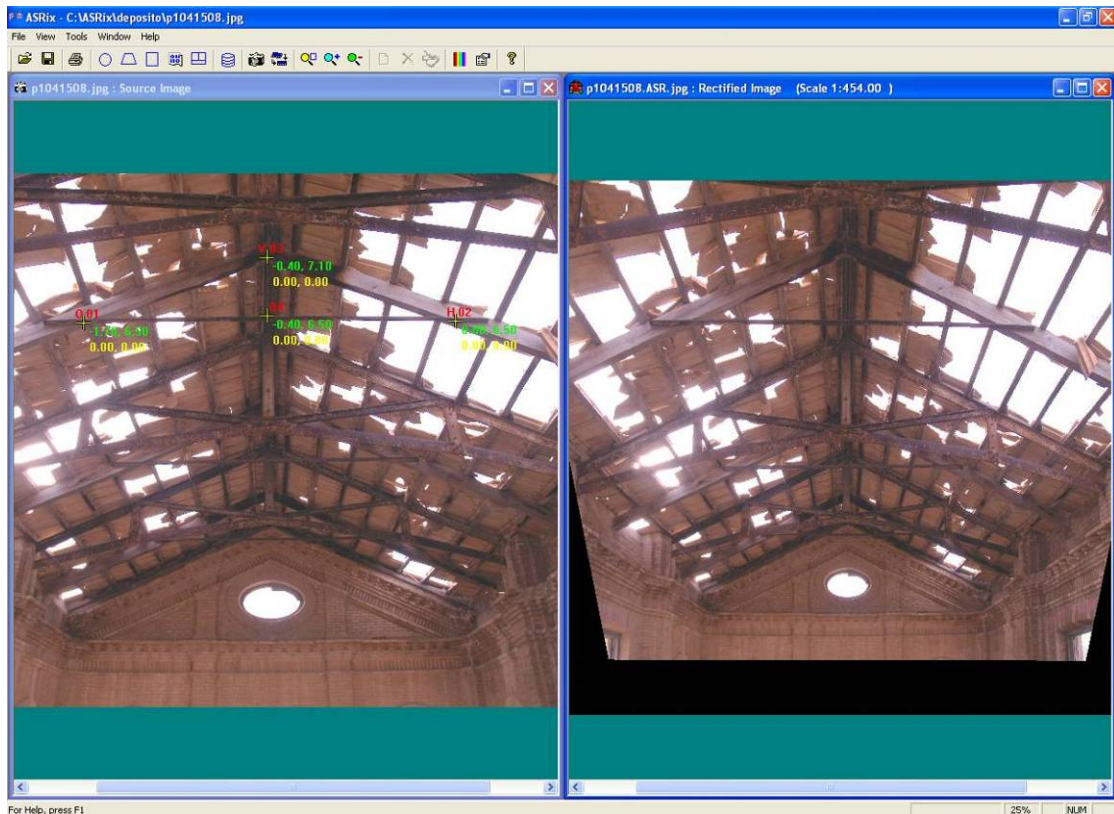 ASRix - C:\ASRix\deposito\p1041508.jpg
File View Tools Window Help
p1041508.jpg : Source Image
p1041508.ASR.jpg : Rectified Image (Scale 1:454.00 )
-0.40, 7.10
0.00, 0.00
O.01
H.02
-0.40, 6.50
0.00, 0.00
0.00, 0.00
0.00, 0.00
For Help, press F1
25%
NUM